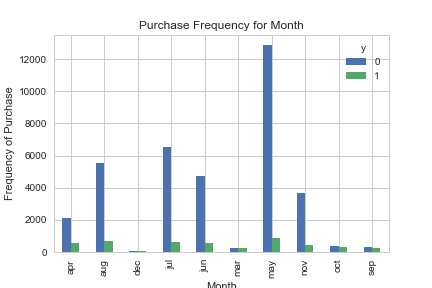 Purchase Frequency for Month
y
0
1
12000
10000
8000
6000
4000
2000
0
Frequency of Purchase
apr
aug
dec
jul
jun
mar
may
nov
oct
sep
Month